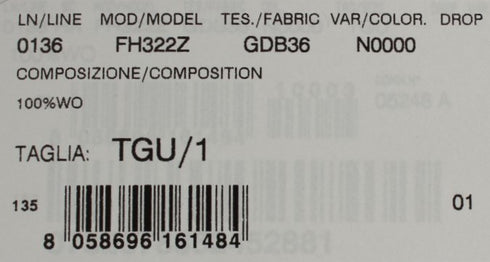 LN/LINE MOD/MODEL TES./FABRIC VAR/COLOR. DROP
0136 FH322Z GDB36 N0000
COMPOSIZIONE/COMPOSITION
100%WO
TAGLIA: TGU/1
135 01
8 058696 161484